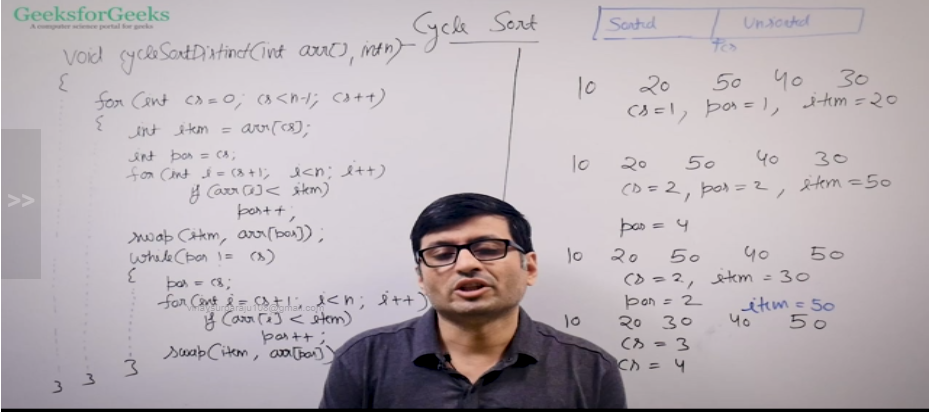 GeeksforGeeks
A computer science portal for geeks
Cycle Sort
Sorted
Unsorted
↑cs
void cycleSortDistinct(int arr[], int n)
{
for (int cs=0; cs<n-1; cs++)
{
int item = arr[cs];
int pos = cs;
for (int i=cs+1; i<n; i++)
if (arr[i]< item)
pos++;
swap(item, arr[pos]);
while(pos != cs)
{
pos = cs;
for(int i=cs+1; i<n; i++)
if (arr[i] < item)
pos++;
swap(item, arr[pos])
}
}
}
10 20 50 40 30
cs=1, pos=1, item=20
10 20 50 40 30
cs=2, pos=2, item=50
pos=4
10 20 50 40 50
cs=2, item=30
pos=2 item=50
10 20 30 40 50
cs=3
cs=4
>>